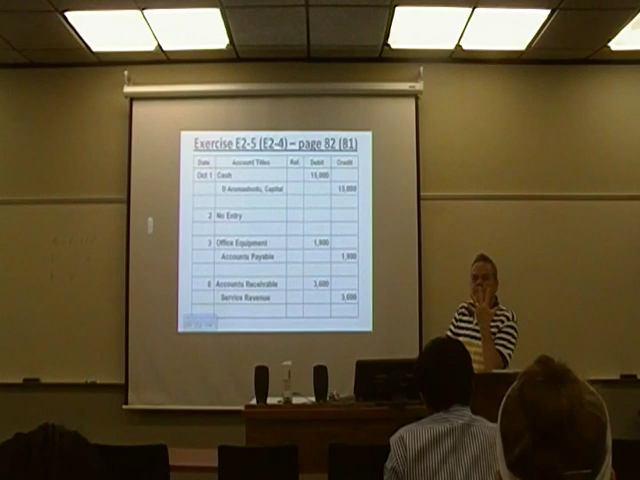 Exercise E2-5 (E2-4) – page 82 (81)
Date Account Titles Ref. Debit Credit
Oct 1 Cash 15,000
Capital 15,000
2 No Entry
3 Office Equipment 1,900
Accounts Payable 1,900
6 Accounts Receivable 3,600
Service Revenue 3,600